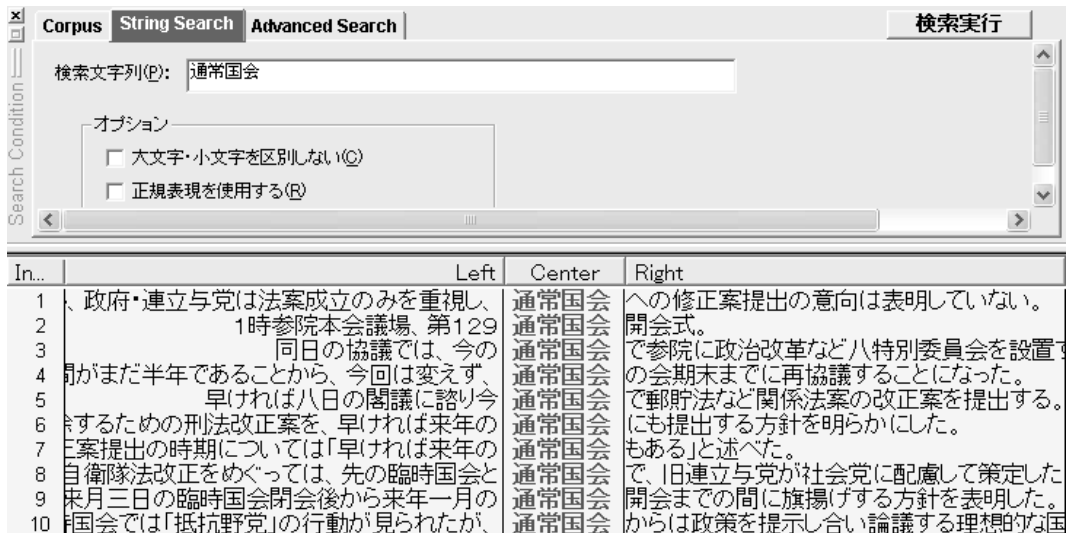 Corpus String Search Advanced Search 検索実行
Search Condition
検索文字列(P): 通常国会
オプション
大文字・小文字を区別しない(C)
正規表現を使用する(R)
In... Left Center Right
1 、政府・連立与党は法案成立のみを重視し、 通常国会 への修正案提出の意向は表明していない。
2 1時参院本会議場、第129 通常国会 開会式。
3 同日の協議では、今の 通常国会 で参院に政治改革など八特別委員会を設置す
4 がまだ半年であることから、今回は変えず、 通常国会 の会期末までに再協議することになった。
5 早ければ八日の閣議に諮り今 通常国会 で郵貯法など関係法案の改正案を提出する。
6 するための刑法改正案を、早ければ来年の 通常国会 にも提出する方針を明らかにした。
7 案提出の時期については「早ければ来年の 通常国会 もある」と述べた。
8 自衛隊法改正をめぐっては、先の臨時国会と 通常国会 で、旧連立与党が社会党に配慮して策定した
9 来月三日の臨時国会閉会後から来年一月の 通常国会 開会までの間に旗揚げする方針を表明した。
10 国会では「抵抗野党」の行動が見られたが、 通常国会 からは政策を提示し合い論議する理想的な国